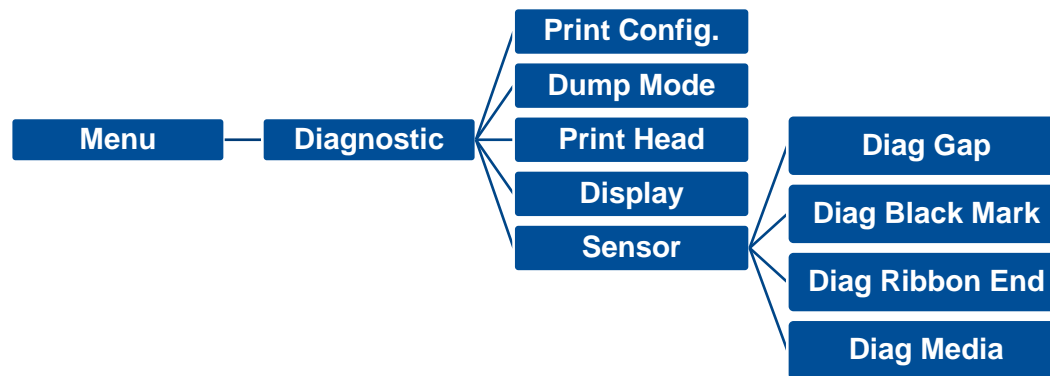 Menu
Diagnostic
Print Config.
Dump Mode
Print Head
Display
Sensor
Diag Gap
Diag Black Mark
Diag Ribbon End
Diag Media